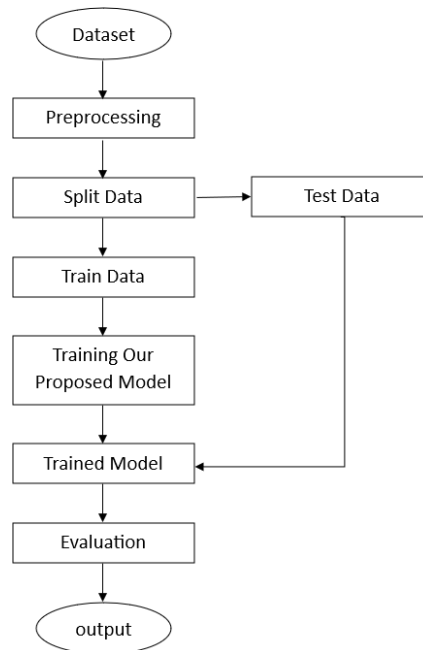 Dataset
Preprocessing
Split Data
Test Data
Train Data
Training Our
Proposed Model
Trained Model
Evaluation
output